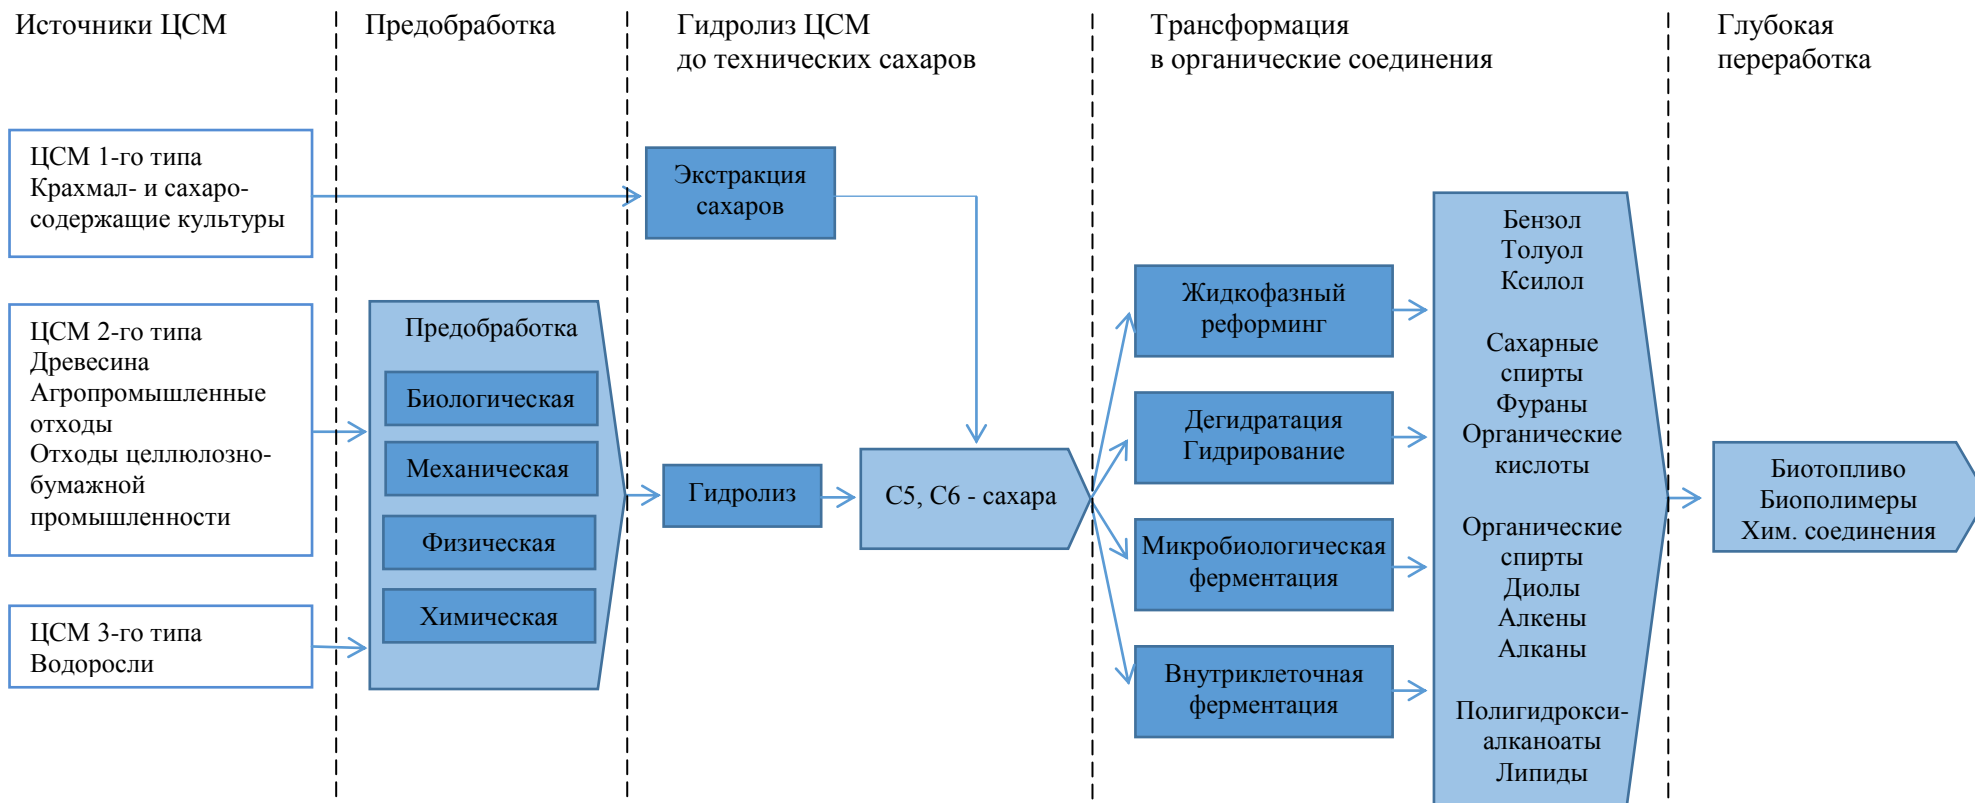 Источники ЦСМ
Предобработка
Гидролиз ЦСМ
до технических сахаров
Трансформация
в органические соединения
Глубокая
переработка
ЦСМ 1-го типа
Крахмал- и сахаро-
содержащие культуры
ЦСМ 2-го типа
Древесина
Агропромышленные
отходы
Отходы целлюлозно-
бумажной
промышленности
ЦСМ 3-го типа
Водоросли
Предобработка
Биологическая
Механическая
Физическая
Химическая
Экстракция
сахаров
Гидролиз
С5, С6 - сахара
Жидкофазный
реформинг
Дегидратация
Гидрирование
Микробиологическая
ферментация
Внутриклеточная
ферментация
Бензол
Толуол
Ксилол
Сахарные
спирты
Фураны
Органические
кислоты
Органические
спирты
Диолы
Алкены
Алканы
Полигидрокси-
алканоаты
Липиды
Биотопливо
Биополимеры
Хим. соединения